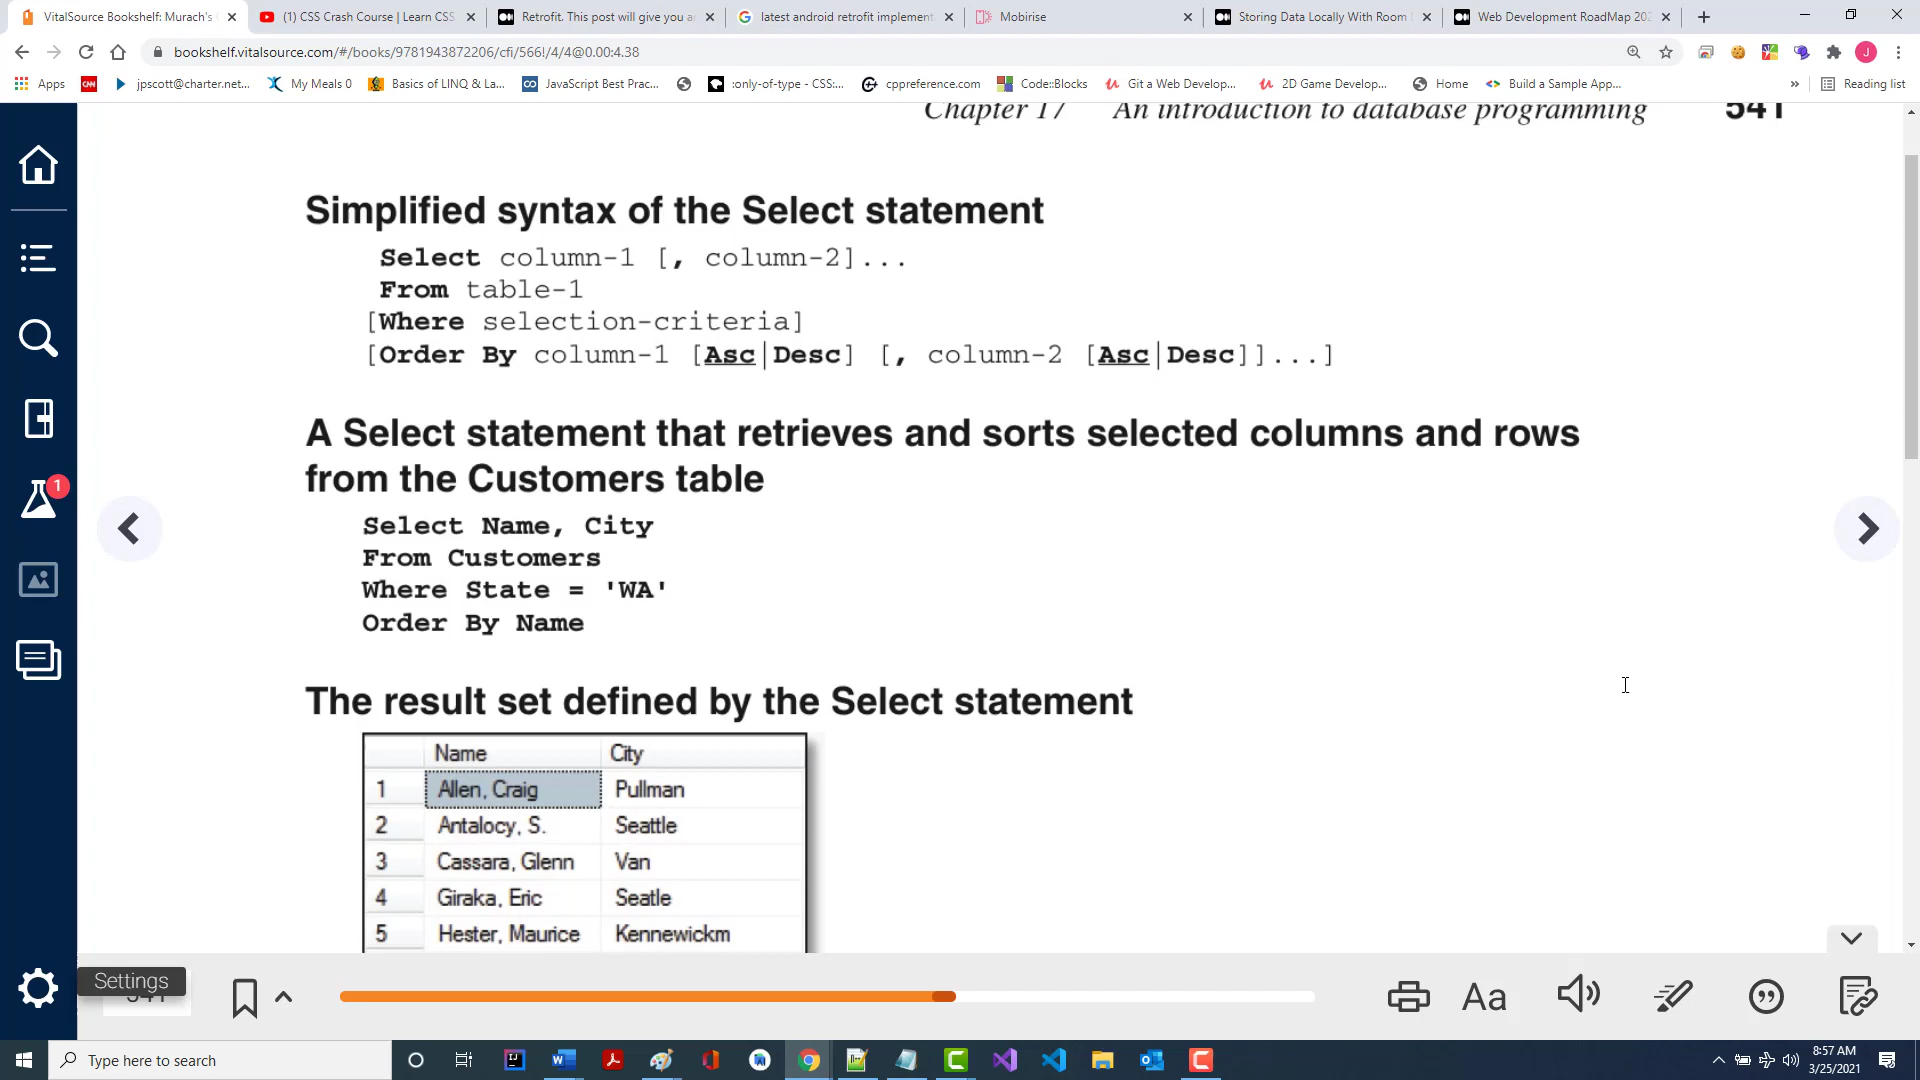 VitalSource Bookshelf: Murach's C
(1) CSS Crash Course | Learn CSS
Retrofit. This post will give you a
latest android retrofit implement
Mobirise
Storing Data Locally With Room
Web Development RoadMap 202
bookshelf.vitalsource.com/#/books/9781943872206/cfi/566!/4/4@0.00:4.38
J
Apps
CNN
jpscott@charter.net...
My Meals 0
Basics of LINQ & La...
JavaScript Best Prac...
:only-of-type - CSS:...
cppreference.com
Code::Blocks
Git a Web Develop...
2D Game Develop...
Home
Build a Sample App...
»
Reading list
Chapter 17 An introduction to database programming 541
Simplified syntax of the Select statement
Select column-1 [, column-2]...
From table-1
[Where selection-criteria]
[Order By column-1 [Asc|Desc] [, column-2 [Asc|Desc]]...]
A Select statement that retrieves and sorts selected columns and rows
from the Customers table
Select Name, City
From Customers
Where State = 'WA'
Order By Name
1
The result set defined by the Select statement
Name City
1 Allen, Craig Pullman
2 Antalocy, S. Seattle
3 Cassara, Glenn Van
4 Giraka, Eric Seatle
5 Hester, Maurice Kennewickm
Settings
541
Aa
Type here to search
8:57 AM
3/25/2021